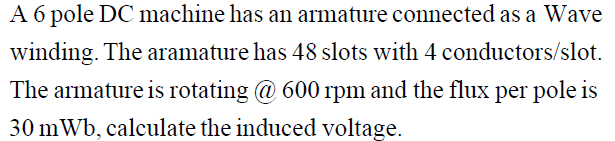 A 6 pole DC machine has an armature connected as a Wave
winding. The aramature has 48 slots with 4 conductors/slot.
The armature is rotating @ 600 rpm and the flux per pole is
30 mWb, calculate the induced voltage.